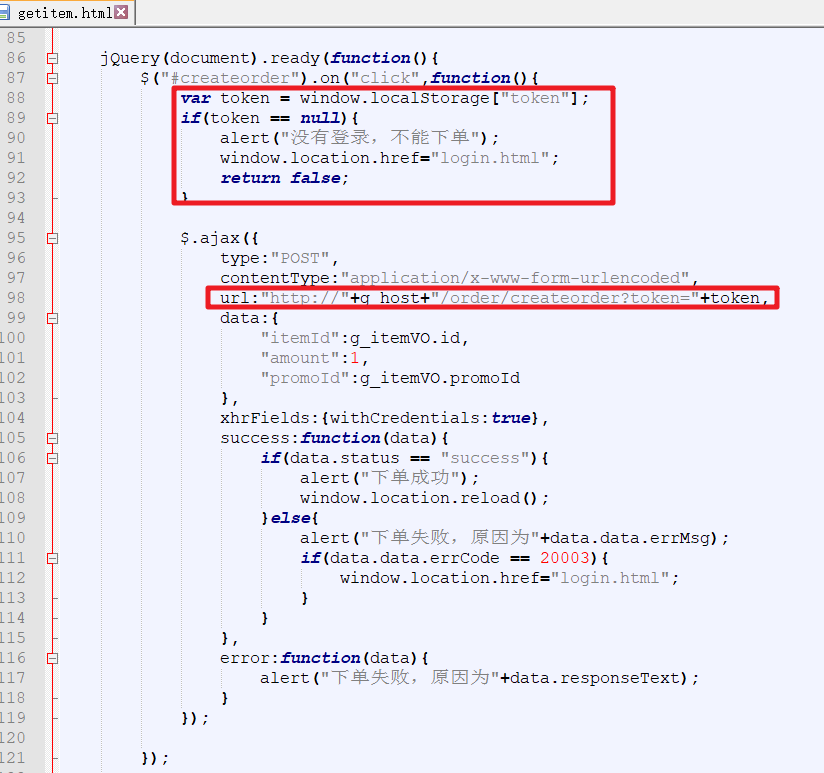 getitem.html
85
86 jQuery(document).ready(function(){
87 $("#createorder").on("click",function(){
88 var token = window.localStorage["token"];
89 if(token == null){
90 alert("没有登录，不能下单");
91 window.location.href="login.html";
92 return false;
93 }
94
95 $.ajax({
96 type:"POST",
97 contentType:"application/x-www-form-urlencoded",
98 url:"http://"+g_host+"/order/createorder?token="+token,
99 data:{
100 "itemId":g_itemVO.id,
101 "amount":1,
102 "promoId":g_itemVO.promoId
103 },
104 xhrFields:{withCredentials:true},
105 success:function(data){
106 if(data.status == "success"){
107 alert("下单成功");
108 window.location.reload();
109 }else{
110 alert("下单失败，原因为"+data.data.errMsg);
111 if(data.data.errCode == 20003){
112 window.location.href="login.html";
113 }
114 }
115 },
116 error:function(data){
117 alert("下单失败，原因为"+data.responseText);
118 }
119 });
120
121 });